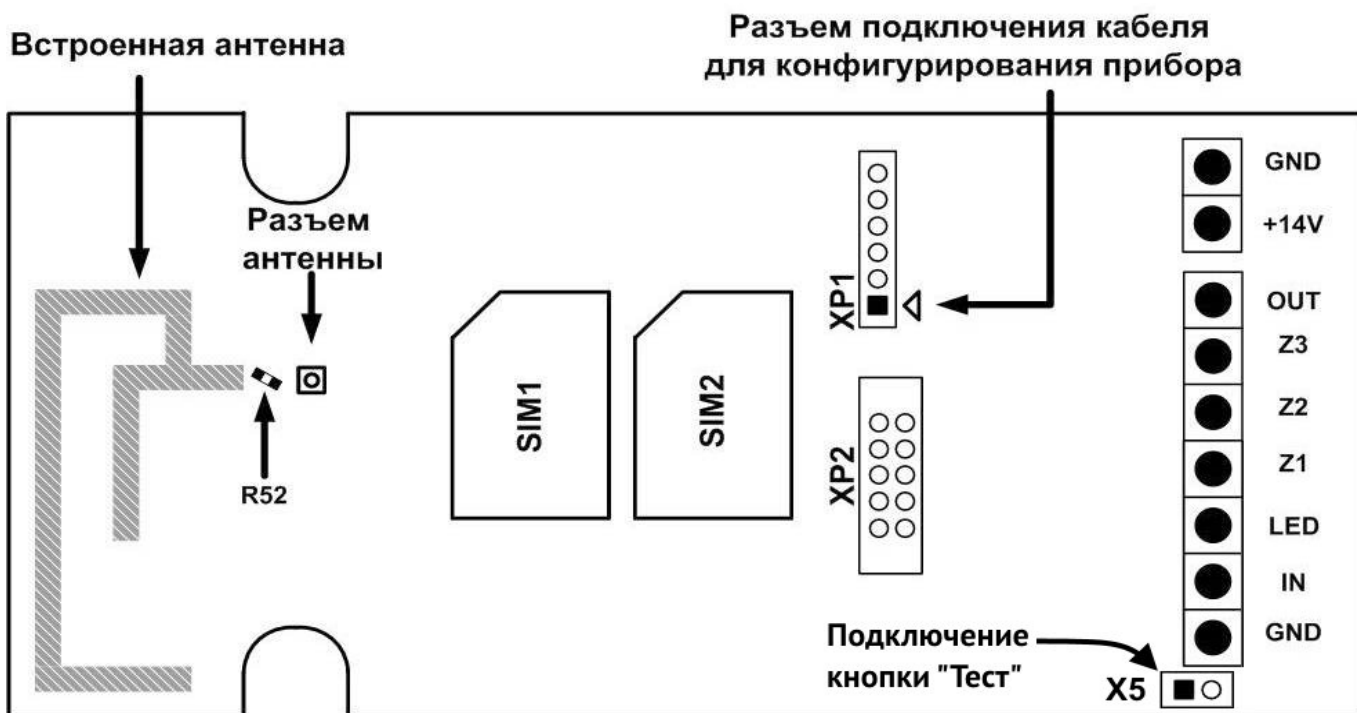 Встроенная антенна
Разъем подключения кабеля
для конфигурирования прибора
Разъем
антенны
R52
SIM1
SIM2
XP1
XP2
GND
+14V
OUT
Z3
Z2
Z1
LED
IN
GND
Подключение
кнопки "Тест"
X5